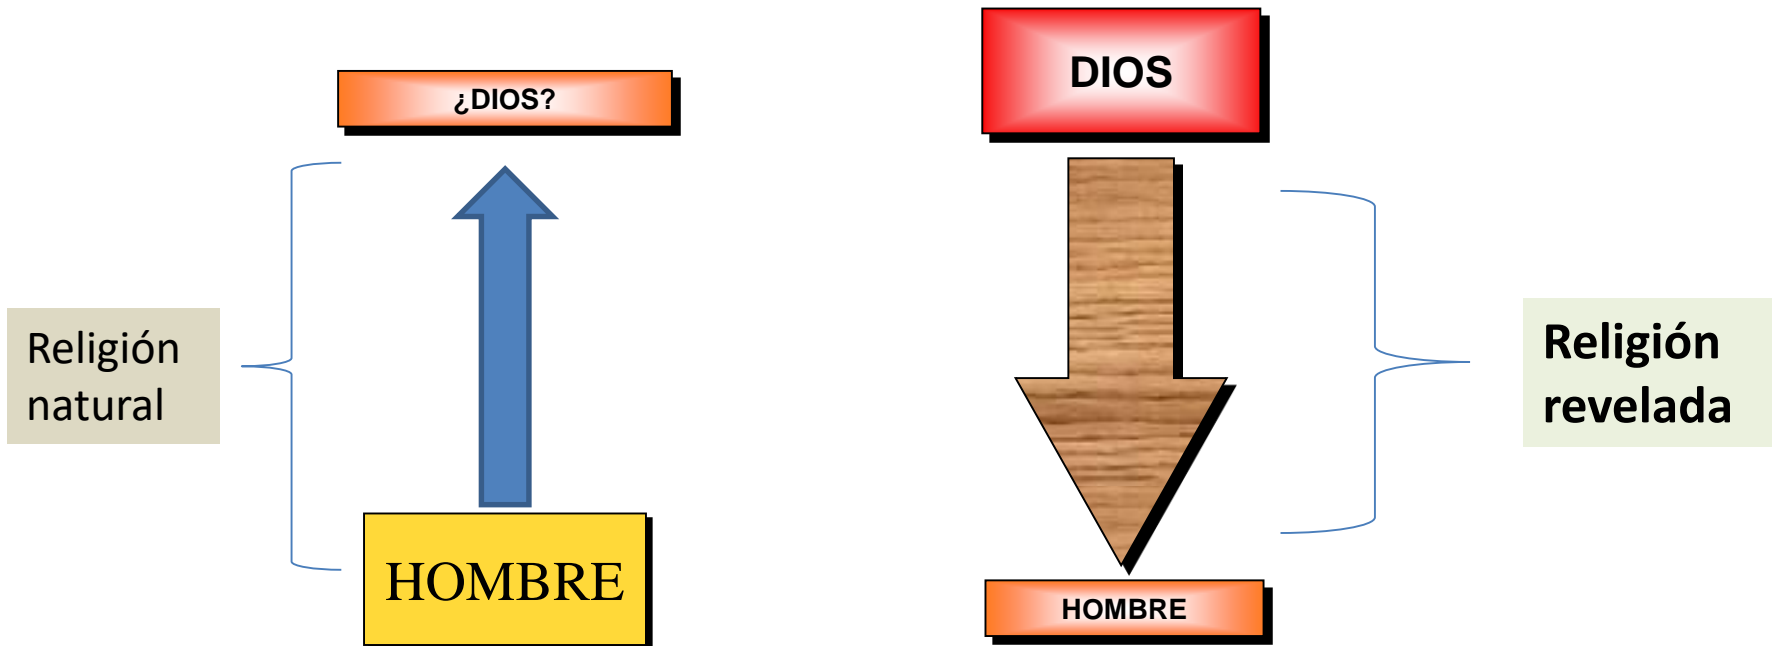 ¿DIOS?
Religión
natural
HOMBRE
DIOS
Religión
revelada
HOMBRE